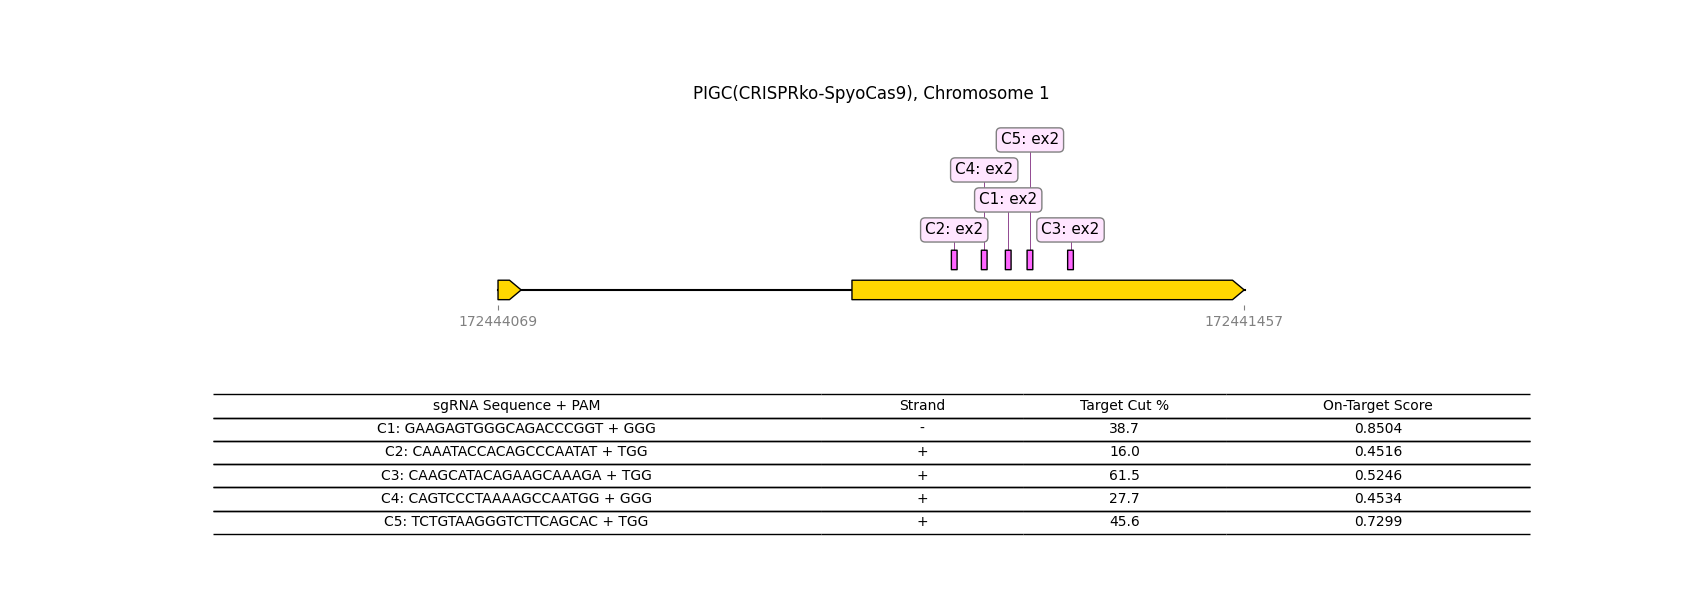 PIGC(CRISPRko-SpyoCas9), Chromosome 1
C5: ex2
C4: ex2
C1: ex2
C2: ex2 C3: ex2
172444069 172441457
sgRNA Sequence + PAM Strand Target Cut % On-Target Score
C1: GAAGAGTGGGCAGACCCGGT + GGG - 38.7 0.8504
C2: CAAATACCACAGCCCAATAT + TGG + 16.0 0.4516
C3: CAAGCATACAGAAGCAAAGA + TGG + 61.5 0.5246
C4: CAGTCCCTAAAAGCCAATGG + GGG + 27.7 0.4534
C5: TCTGTAAGGGTCTTCAGCAC + TGG + 45.6 0.7299